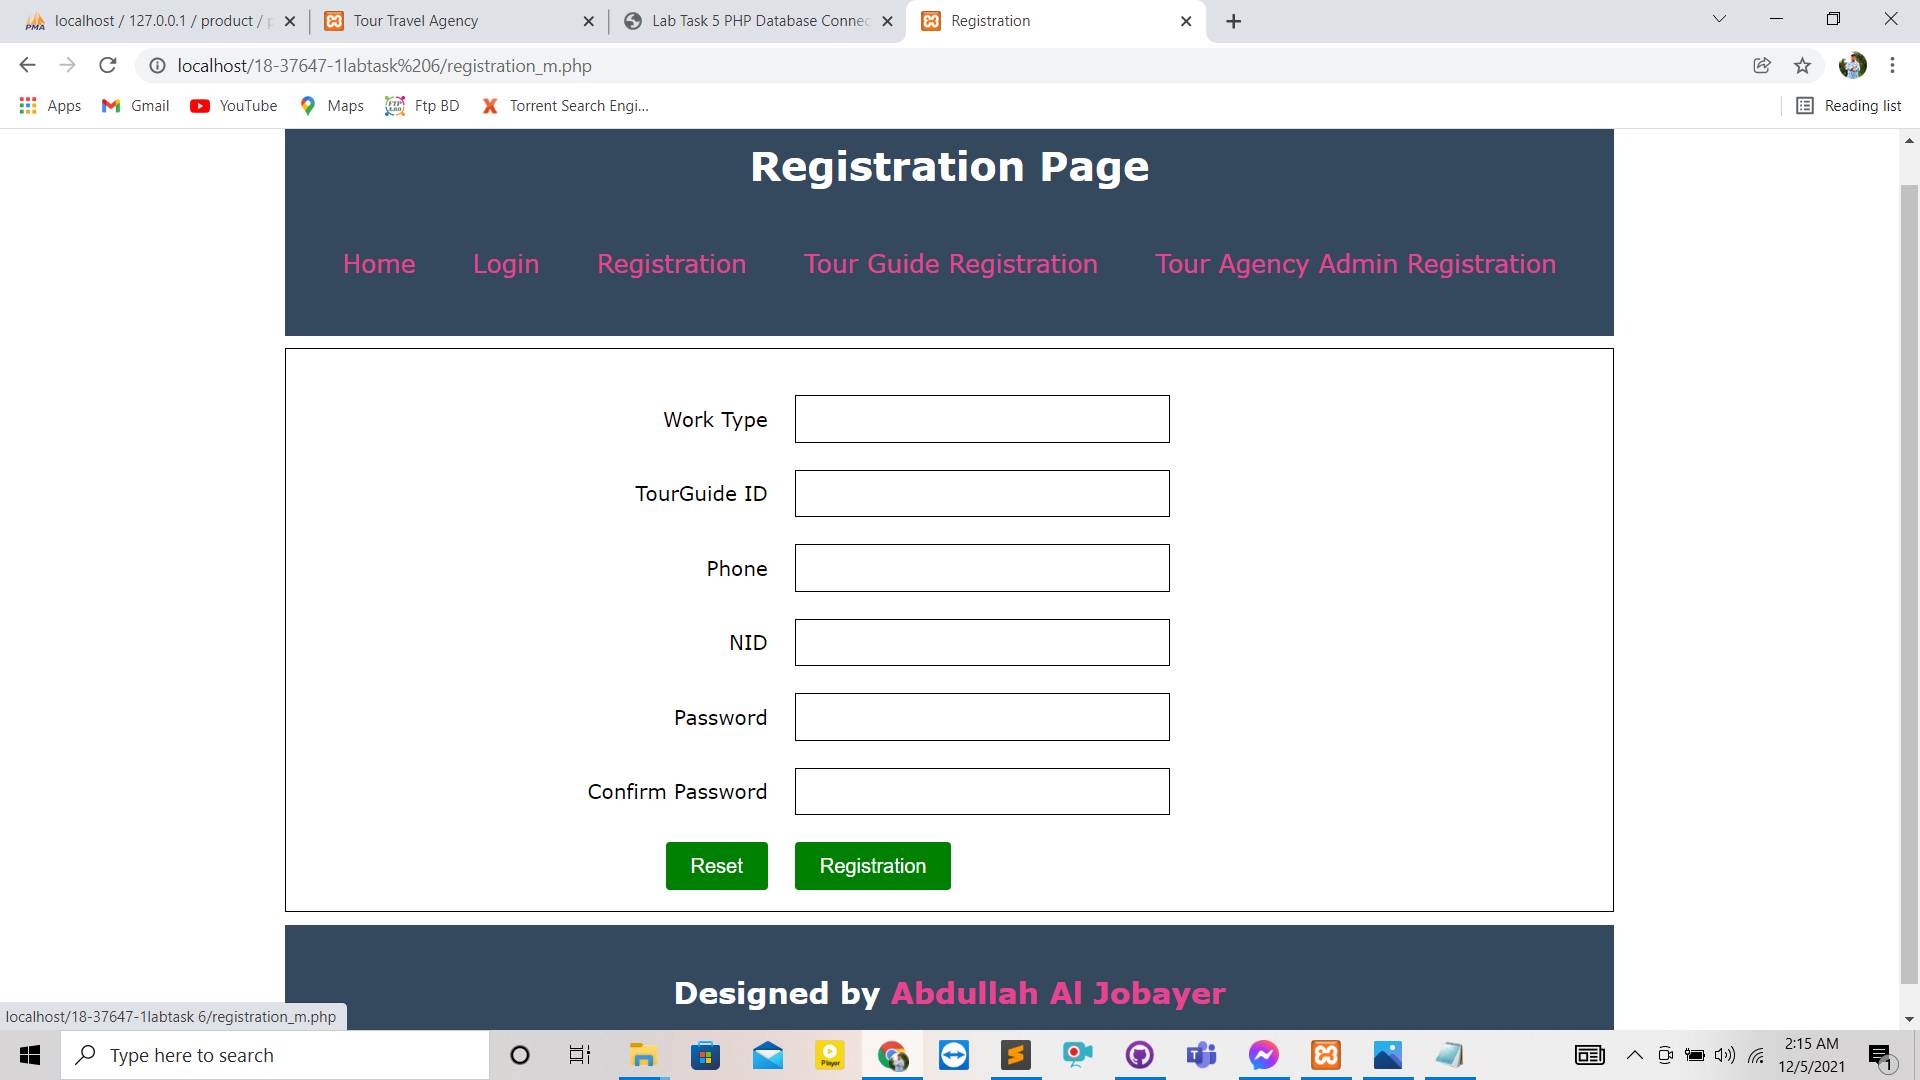 localhost / 127.0.0.1 / product / p
Tour Travel Agency
Lab Task 5 PHP Database Connec
Registration
localhost/18-37647-1labtask%206/registration_m.php
Apps
Gmail
YouTube
Maps
Ftp BD
Torrent Search Engi...
Reading list
Registration Page
Home
Login
Registration
Tour Guide Registration
Tour Agency Admin Registration
Work Type
TourGuide ID
Phone
NID
Password
Confirm Password
Reset
Registration
Designed by Abdullah Al Jobayer
localhost/18-37647-1labtask 6/registration_m.php
Type here to search
Player
2:15 AM
12/5/2021
1